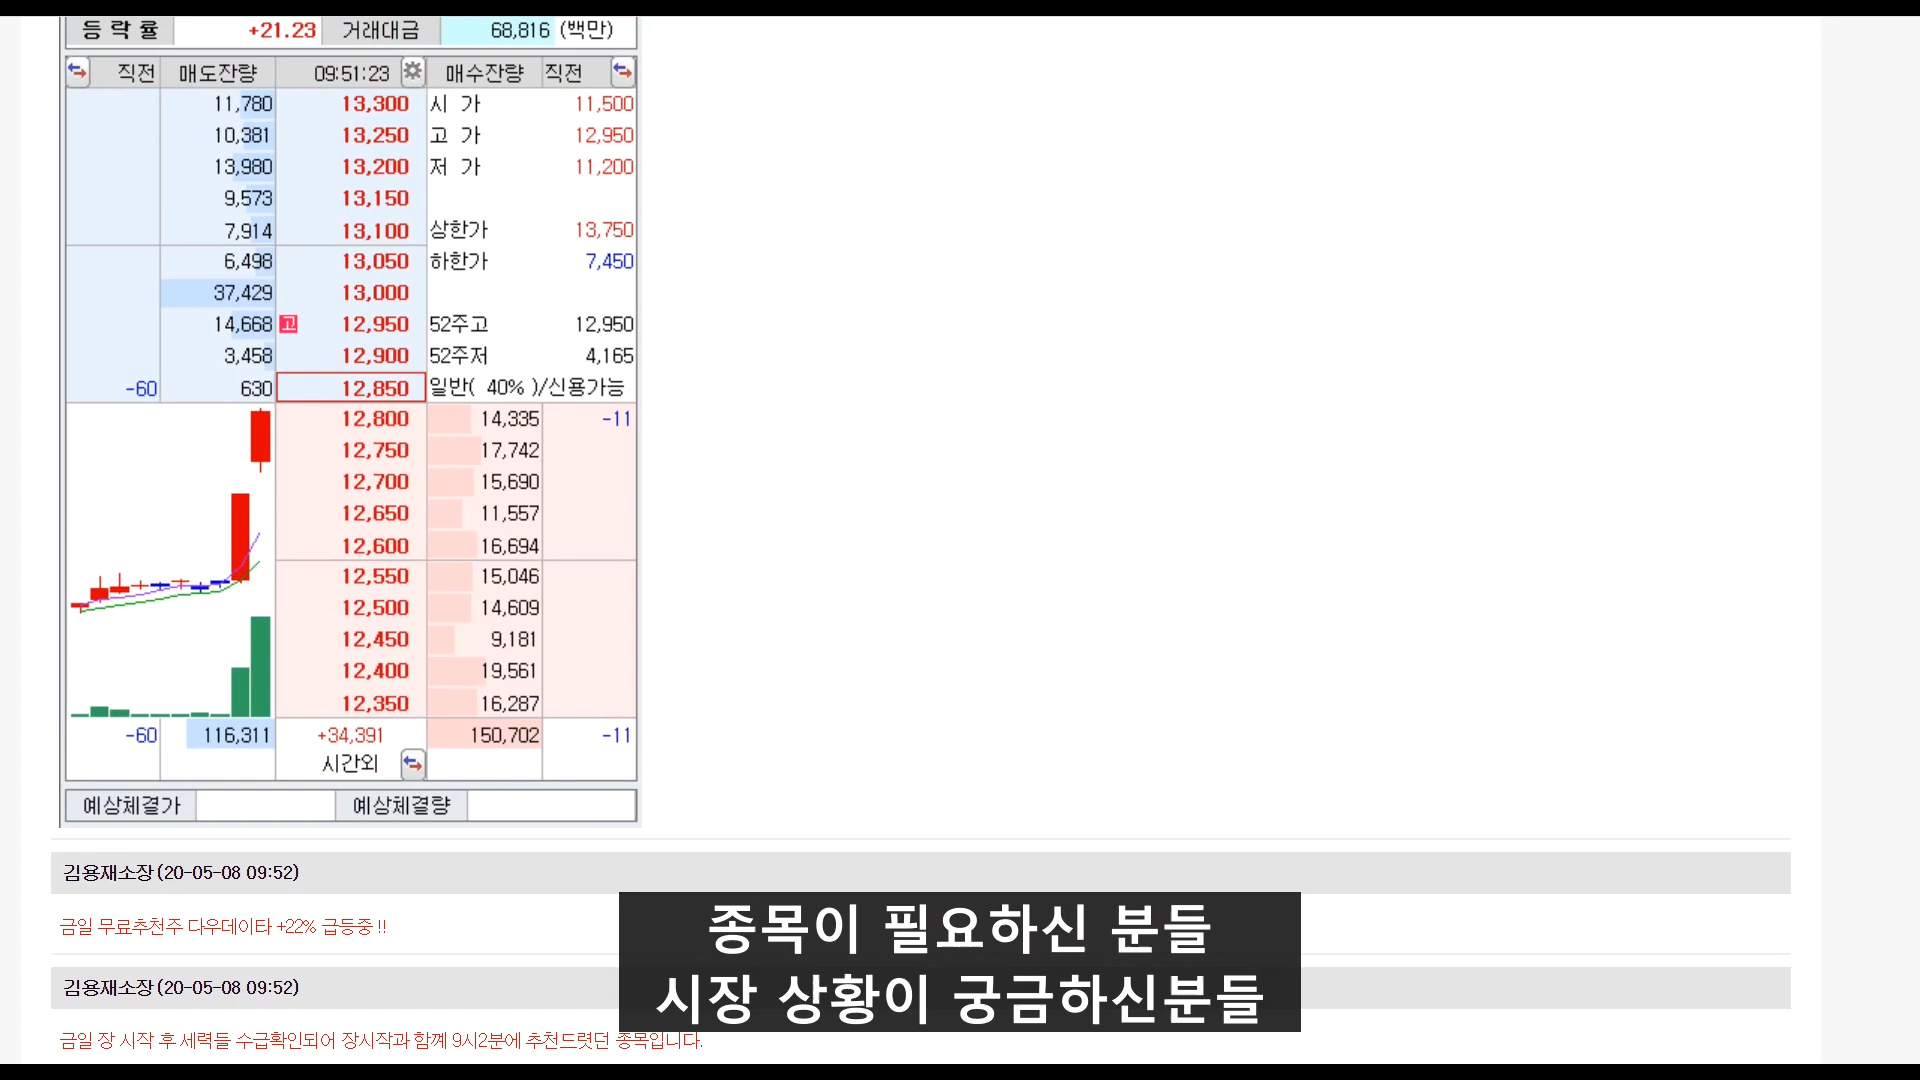 등 락 률 +21.23 거래대금 68,816 (백만)
직전 매도잔량 09:51:23 매수잔량 직전
11,780 13,300 시 가 11,500
10,381 13,250 고 가 12,950
13,980 13,200 저 가 11,200
9,573 13,150
7,914 13,100 상한가 13,750
6,498 13,050 하한가 7,450
37,429 13,000
14,668 고 12,950 52주고 12,950
3,458 12,900 52주저 4,165
-60 630 12,850 일반( 40% )/신용가능
12,800 14,335 -11
12,750 17,742
12,700 15,690
12,650 11,557
12,600 16,694
12,550 15,046
12,500 14,609
12,450 9,181
12,400 19,561
12,350 16,287
-60 116,311 +34,391 150,702 -11
시간외
예상체결가 예상체결량
김용재소장 (20-05-08 09:52)
금일 무료추천주 다우데이타 +22% 급등중 !!
김용재소장 (20-05-08 09:52)
금일 장 시작 후 세력들 수급확인되어 장시작과 함께 9시2분에 추천드렷던 종목입니다.
종목이 필요하신 분들
시장 상황이 궁금하신분들